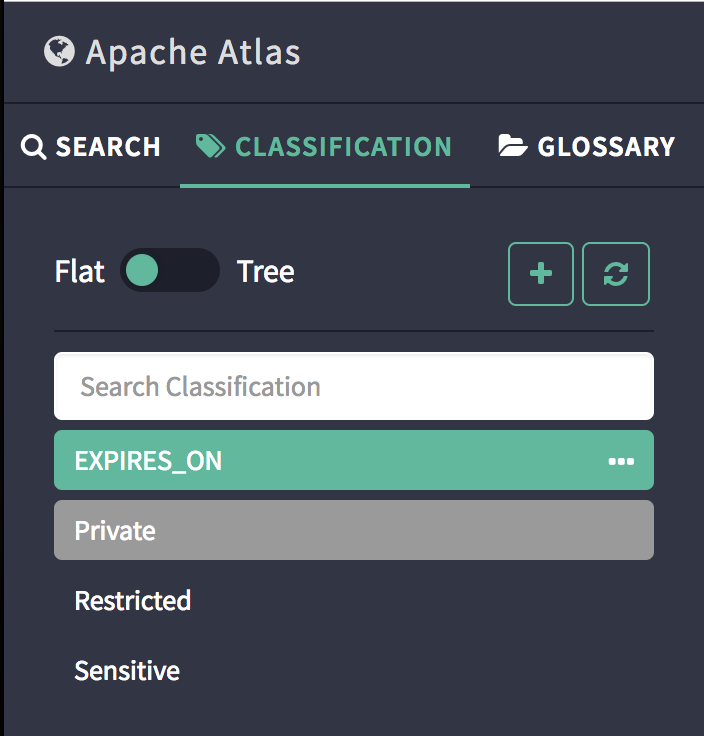 Apache Atlas
SEARCH CLASSIFICATION GLOSSARY
Flat Tree
Search Classification
EXPIRES_ON
Private
Restricted
Sensitive